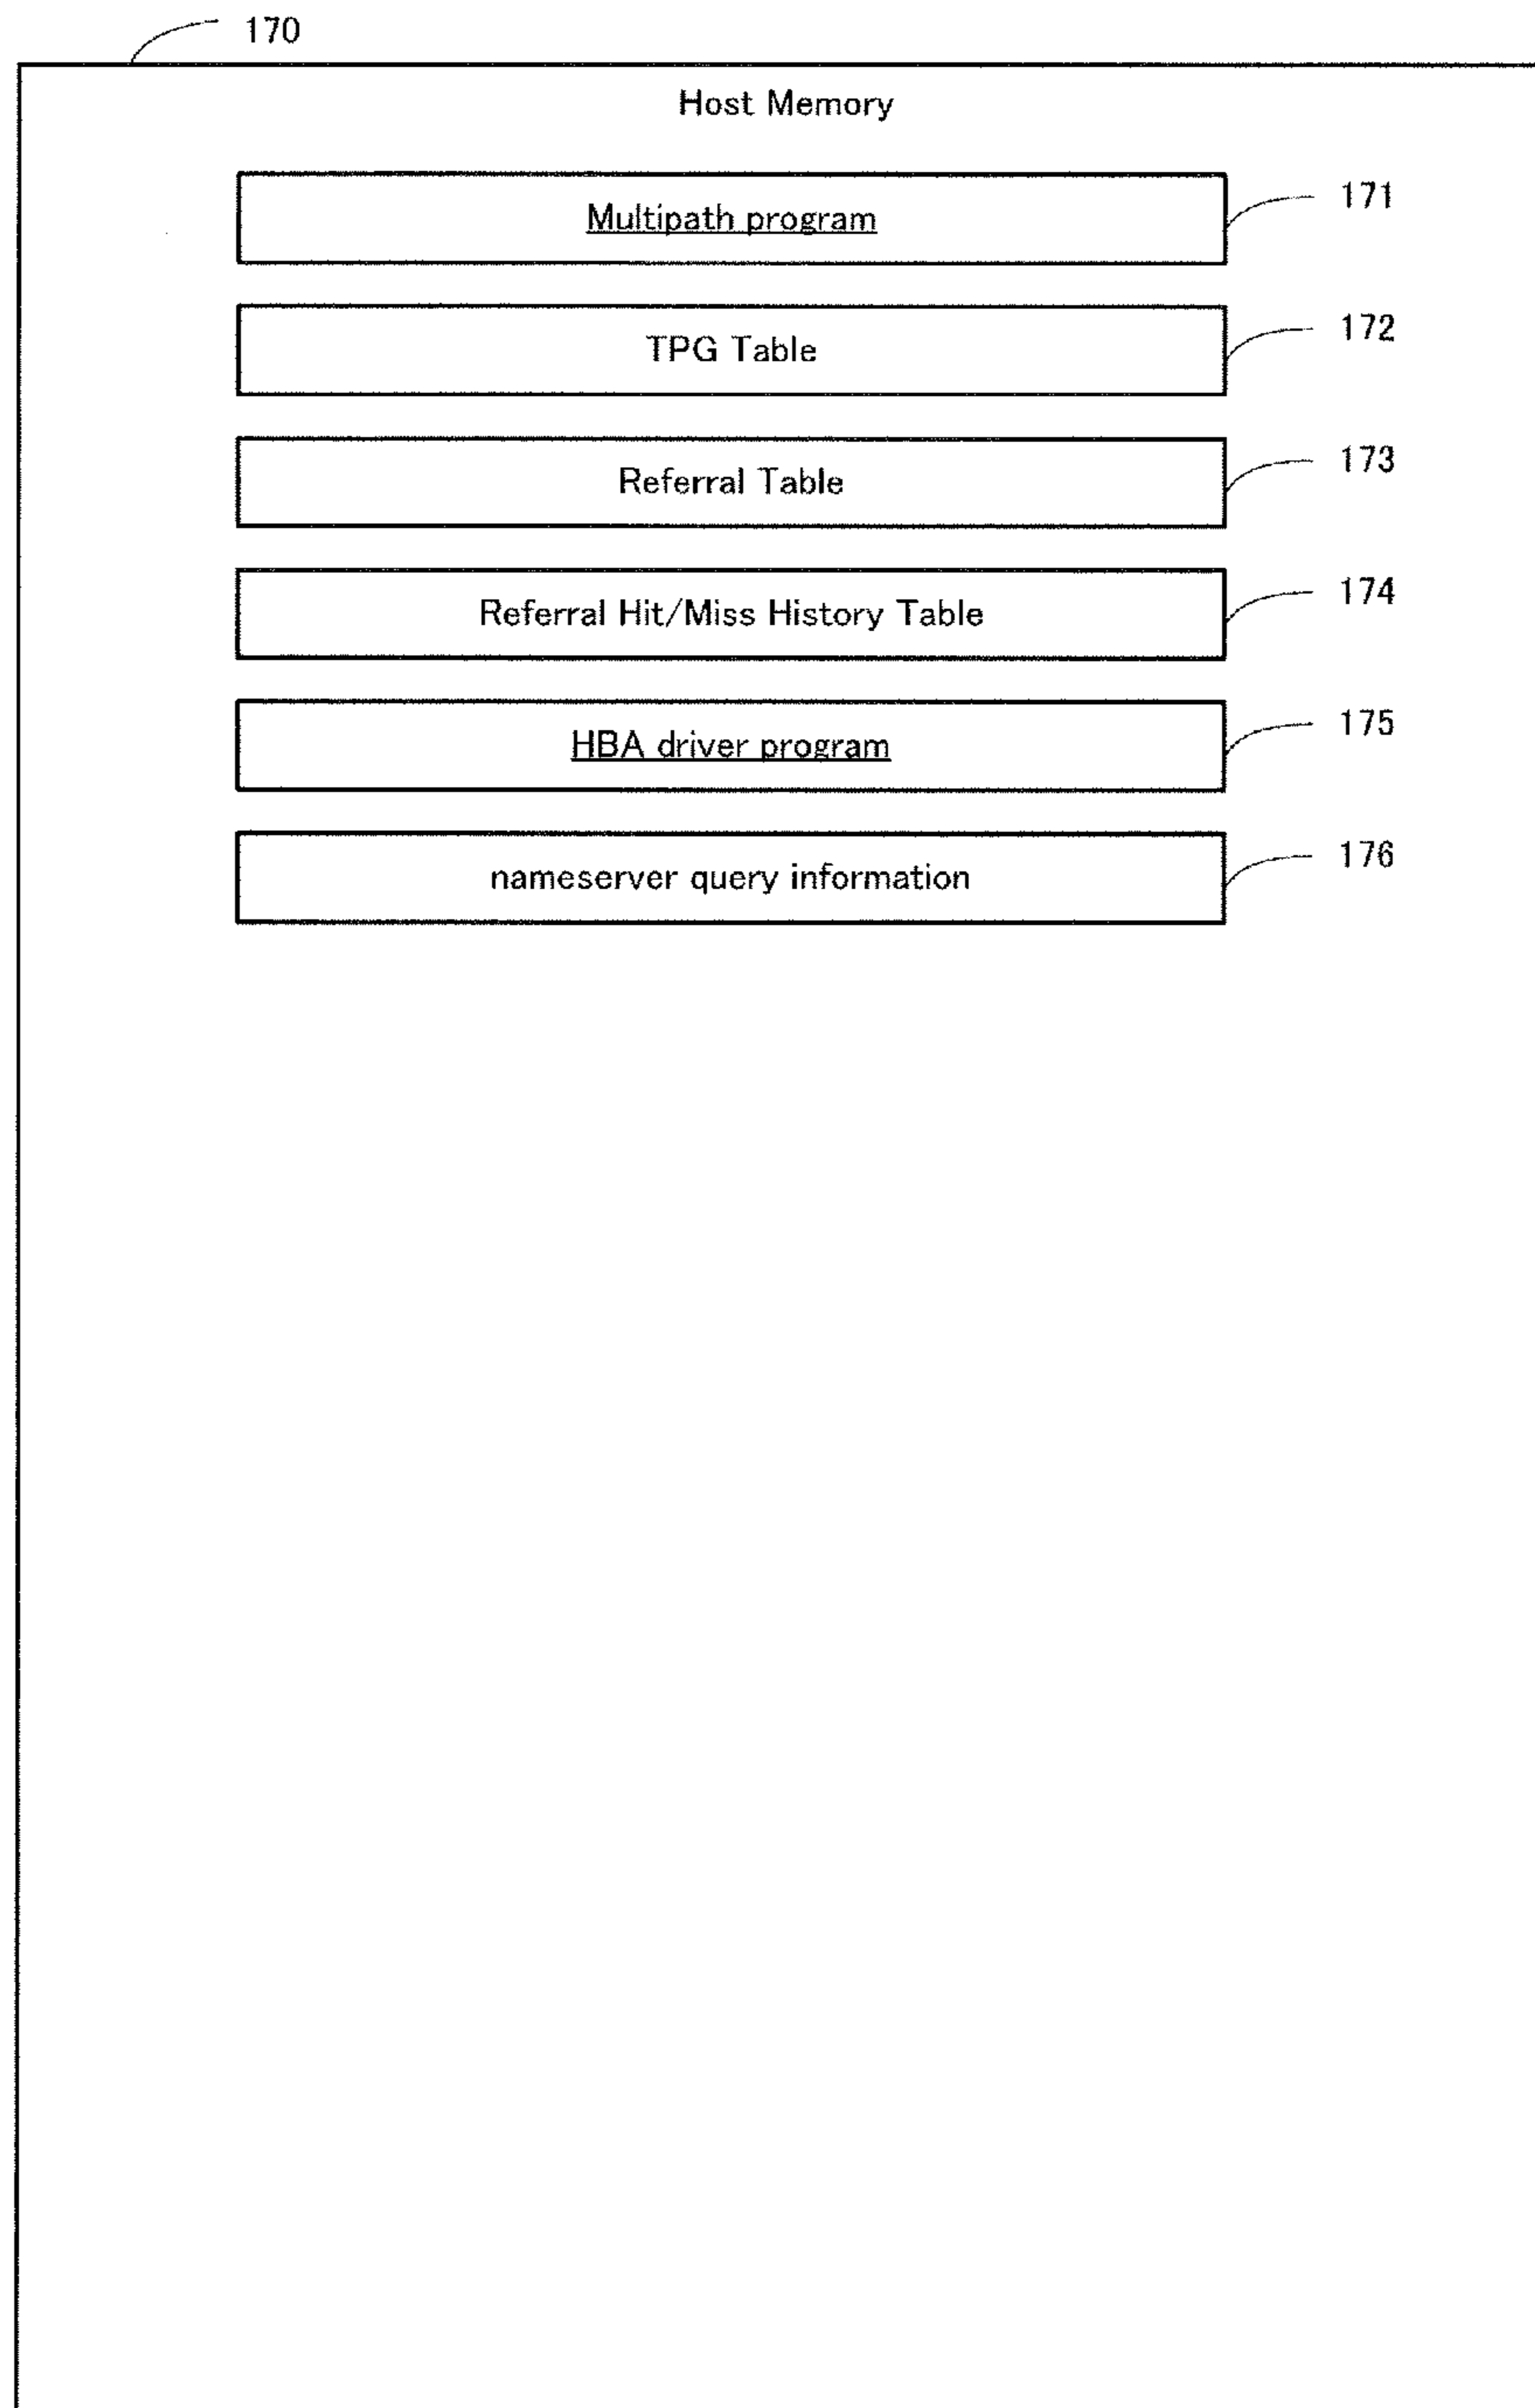 170
Host Memory
Multipath program 171
TPG Table 172
Referral Table 173
Referral Hit/Miss History Table 174
HBA driver program 175
nameserver query information 176